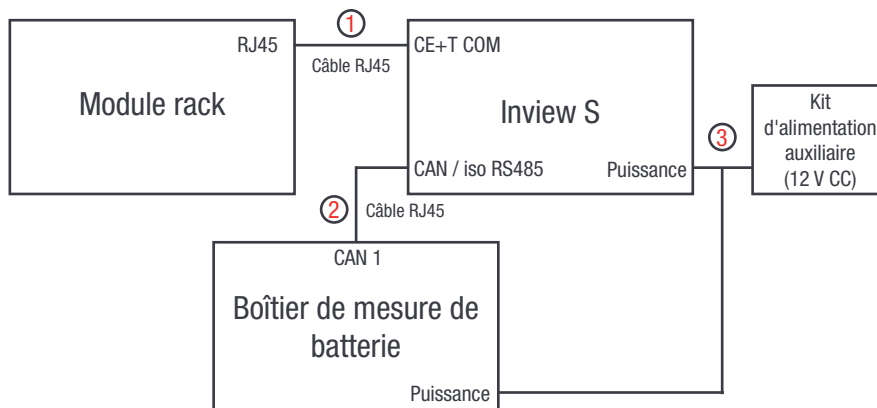 1
RJ45
CE+T COM
Câble RJ45
Module rack
Inview S
Kit
d'alimentation
auxiliaire
(12 V CC)
3
CAN / iso RS485
Puissance
2
Câble RJ45
CAN 1
Boîtier de mesure de
batterie
Puissance